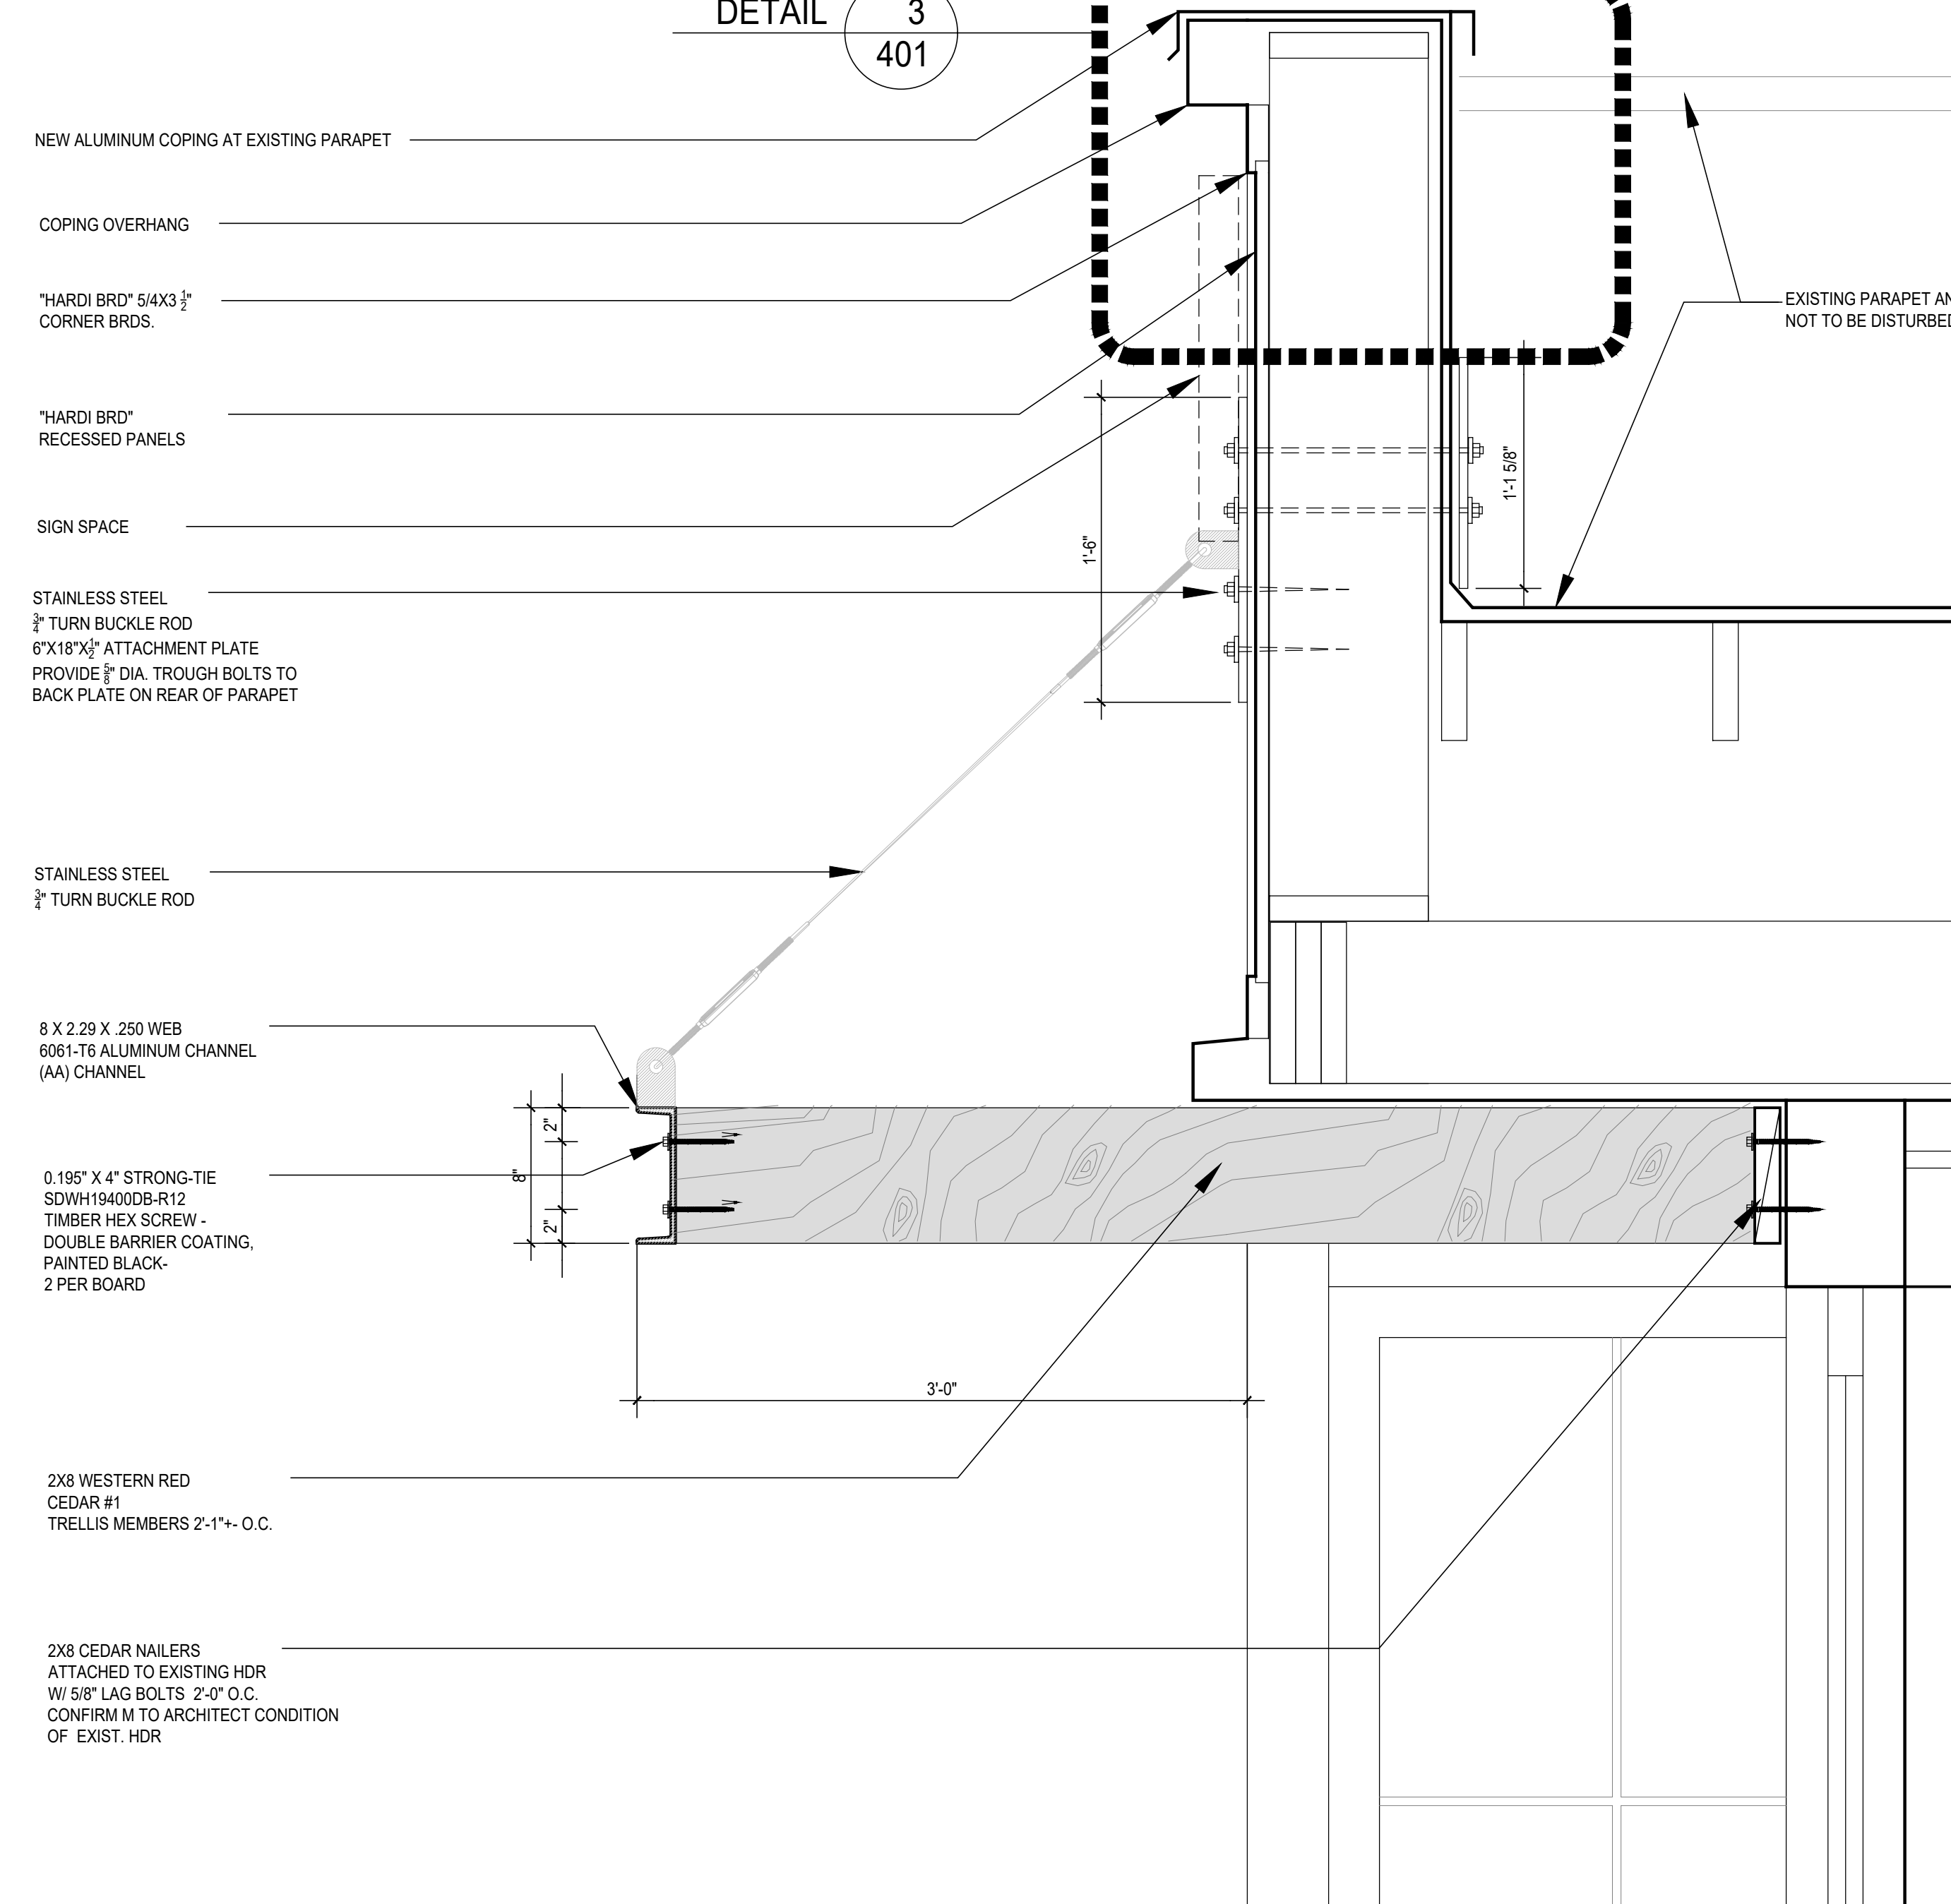 DETAIL
3
401
NEW ALUMINUM COPING AT EXISTING PARAPET
COPING OVERHANG
"HARDI BRD" 5/4X3 1/2"
CORNER BRDS.
EXISTING PARAPET
NOT TO BE
"HARDI BRD"
RECESSED PANELS
1'-1 5/8"
SIGN SPACE
1'-6"
STAINLESS STEEL
3/4" TURN BUCKLE ROD
6"X18"X1/2" ATTACHMENT PLATE
PROVIDE 5/8" DIA. TROUGH BOLTS TO
BACK PLATE ON REAR OF PARAPET
STAINLESS STEEL
3/4" TURN BUCKLE ROD
8 X 2.29 X .250 WEB
6061-T6 ALUMINUM CHANNEL
(AA) CHANNEL
2"
8"
2"
0.195" X 4" STRONG-TIE
SDWH19400DB-R12
TIMBER HEX SCREW -
DOUBLE BARRIER COATING,
PAINTED BLACK-
2 PER BOARD
3'-0"
2X8 WESTERN RED
CEDAR #1
TRELLIS MEMBERS 2'-1"+- O.C.
2X8 CEDAR NAILERS
ATTACHED TO EXISTING HDR
W/ 5/8" LAG BOLTS 2'-0" O.C.
CONFIRM M TO ARCHITECT CONDITION
OF EXIST. HDR